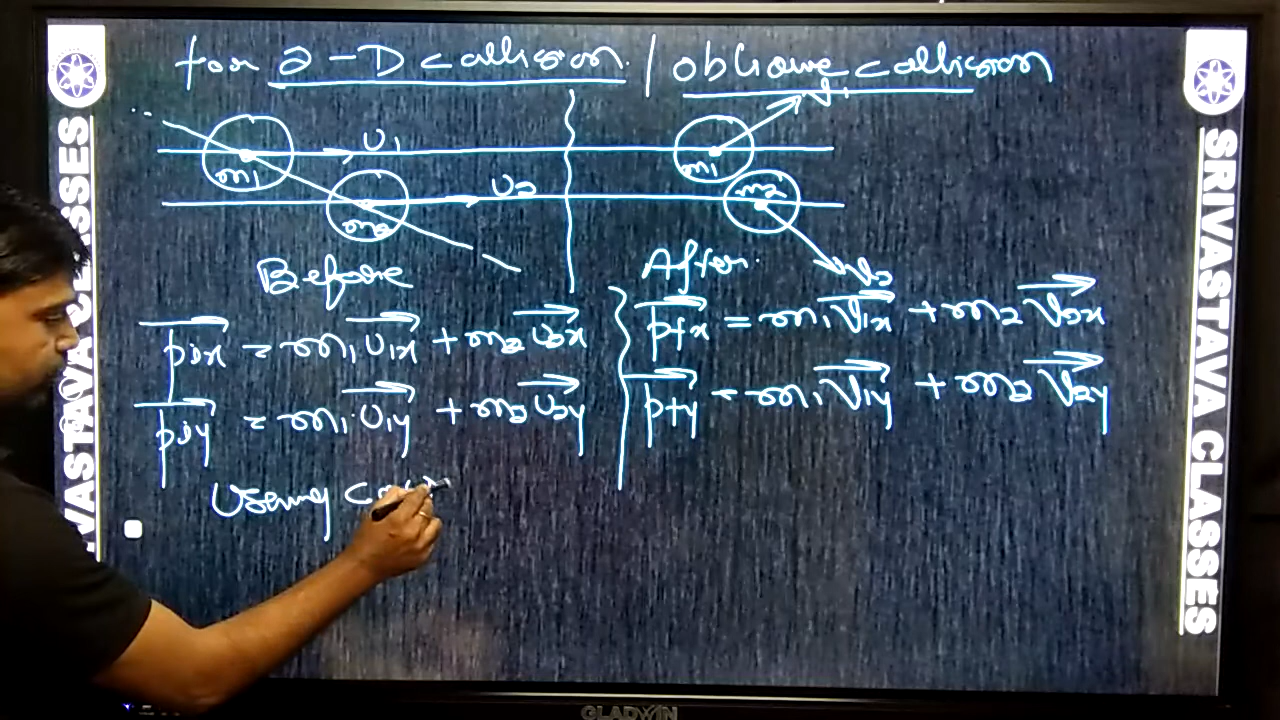 for 2-D collision / oblique collision
U1
m1
U2
m2
V1
m1
m2
V2
Before
After
pix = m1 U1x + m2 U2x
pfx = m1 V1x + m2 V2x
piy = m1 U1y + m2 U2y
pfy = m1 V1y + m2 V2y
Using
SRIVASTAVA CLASSES
GLADWIN